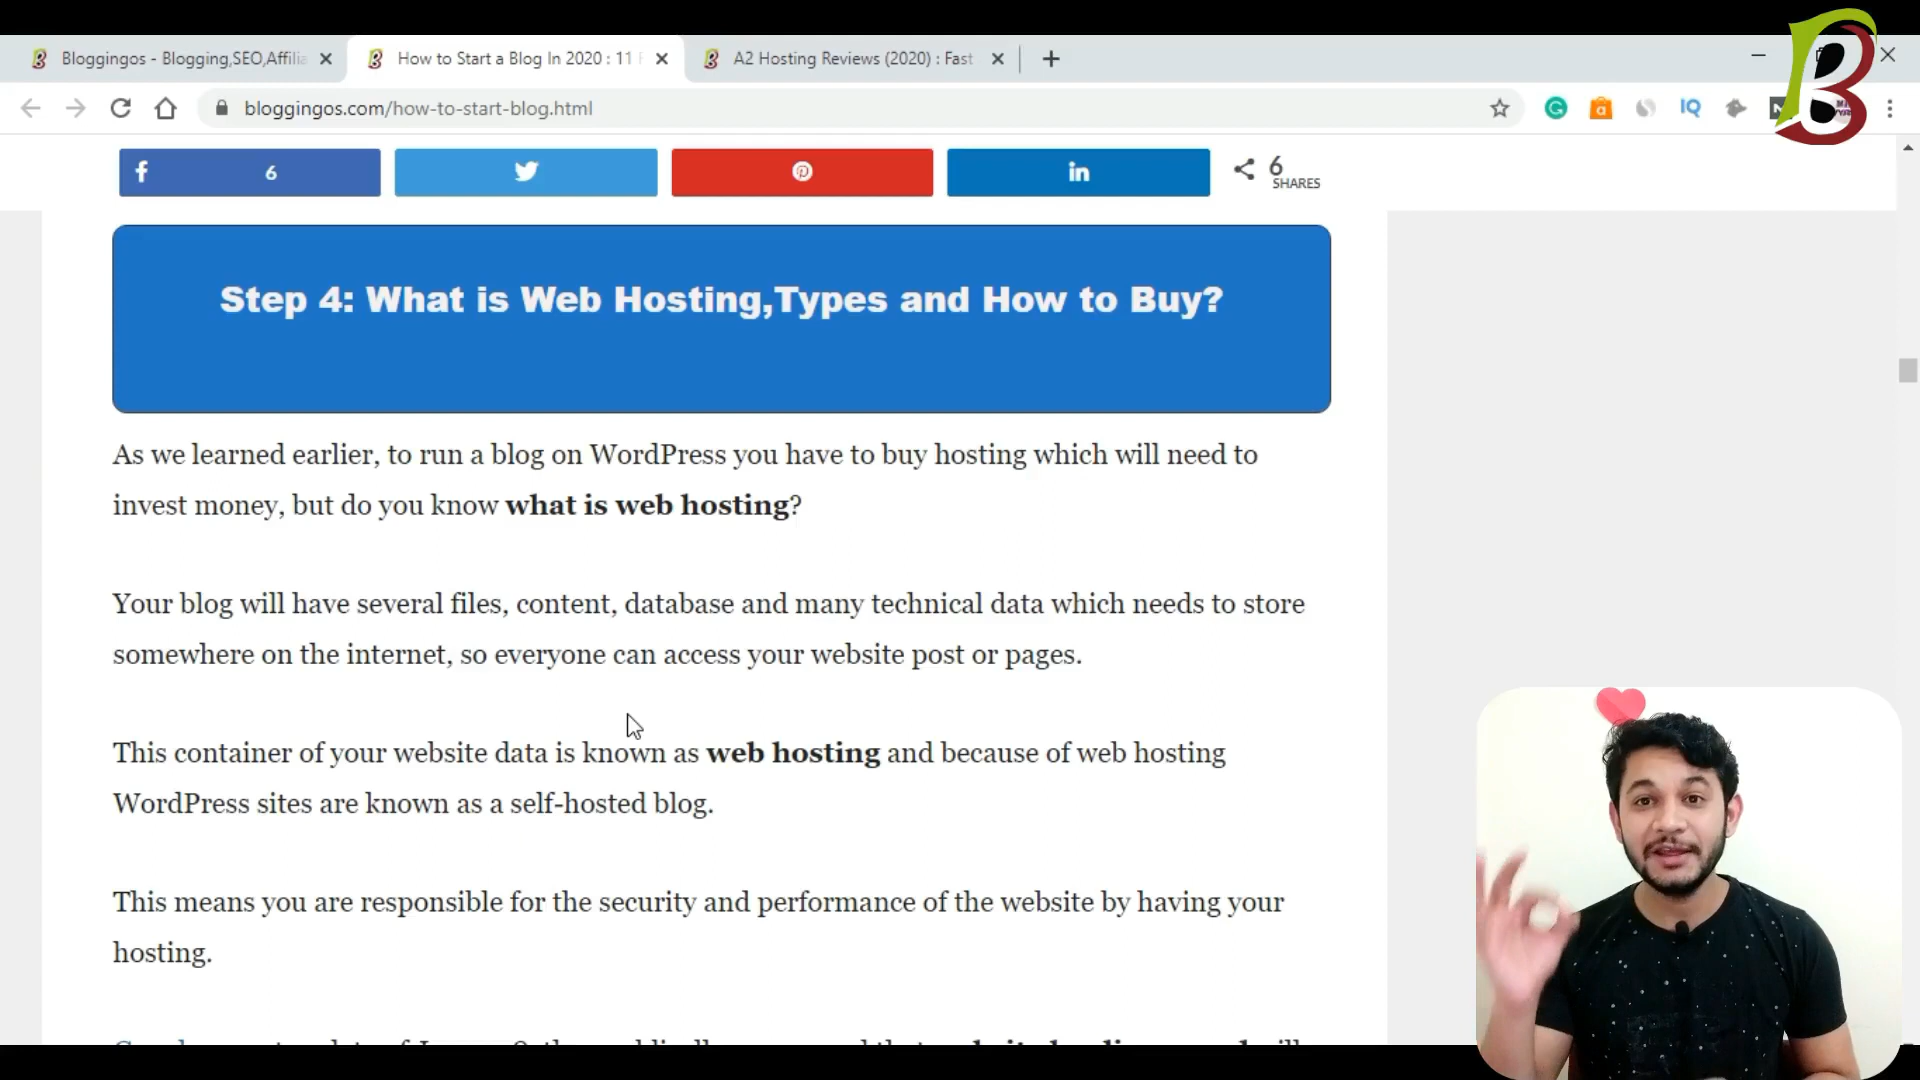 Bloggingos - Blogging,SEO,Affilia
How to Start a Blog In 2020 : 11
A2 Hosting Reviews (2020) : Fast
bloggingos.com/how-to-start-blog.html
6
6
SHARES
Step 4: What is Web Hosting,Types and How to Buy?
As we learned earlier, to run a blog on WordPress you have to buy hosting which will need to
invest money, but do you know what is web hosting?
Your blog will have several files, content, database and many technical data which needs to store
somewhere on the internet, so everyone can access your website post or pages.
This container of your website data is known as web hosting and because of web hosting
WordPress sites are known as a self-hosted blog.
This means you are responsible for the security and performance of the website by having your
hosting.